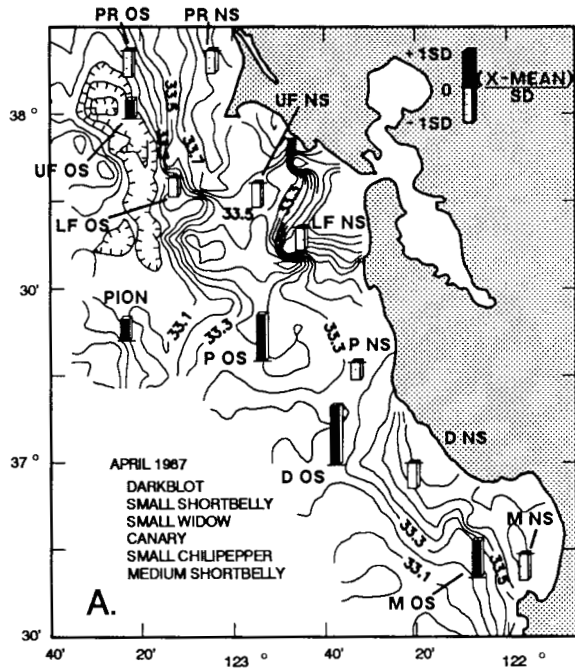 PR OS
PR NS
+1SD
0
-1SD
(X-MEAN)
SD
38°
33.5
33.7
UF NS
UF OS
LF OS
33.5
LF NS
30'
PION
33.1
33.3
P OS
33.3
P NS
D NS
37°
D OS
APRIL 1987
DARKBLOT
SMALL SHORTBELLY
SMALL WIDOW
CANARY
SMALL CHILIPEPPER
MEDIUM SHORTBELLY
33.3
33.1
33.5
M NS
M OS
A.
30'
40'
20'
123°
40'
20'
122°